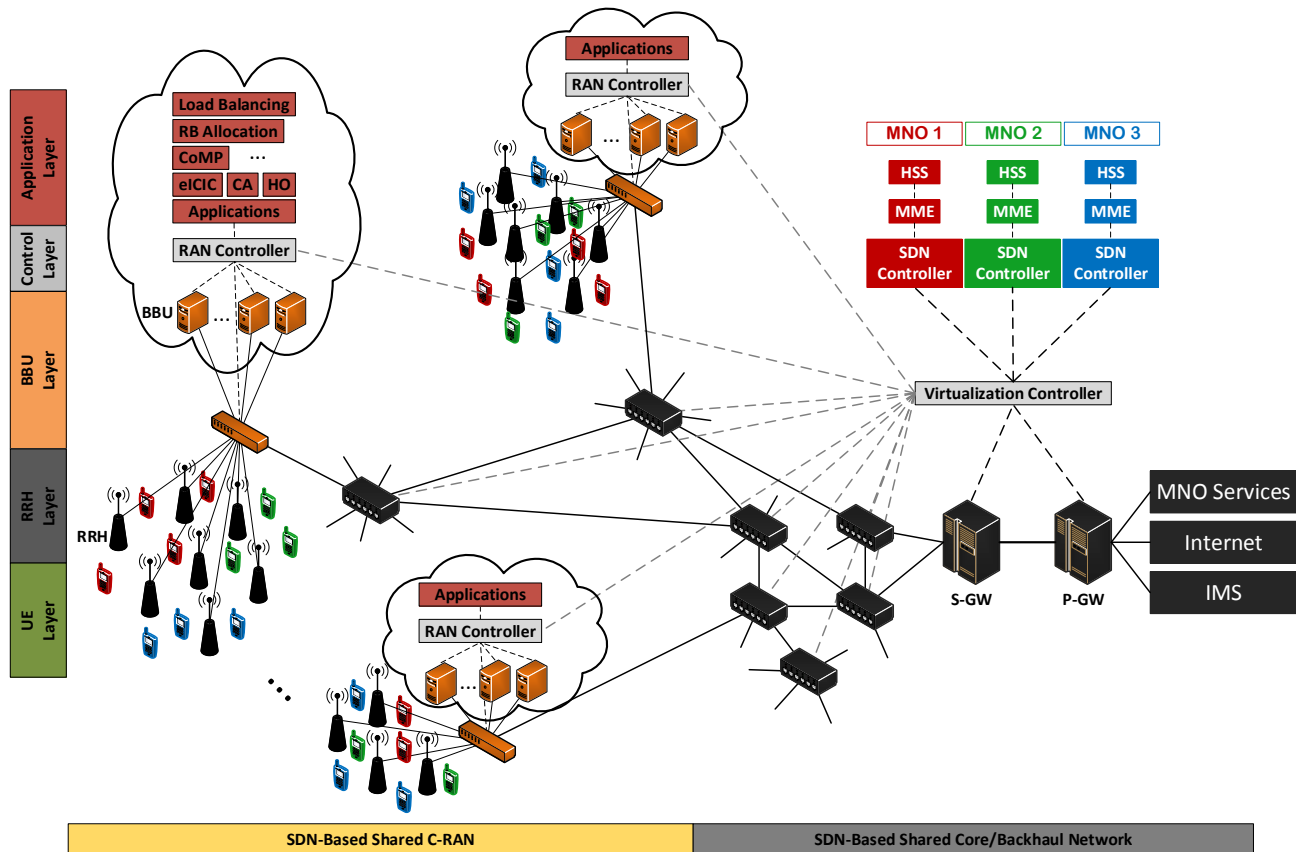 Application
Layer
Control
Layer
BBU
Layer
RRH
Layer
UE
Layer
Load Balancing
RB Allocation
CoMP ...
eICIC CA HO
Applications
RAN Controller
BBU
...
RRH
Applications
RAN Controller
...
Applications
RAN Controller
...
MNO 1 MNO 2 MNO 3
HSS HSS HSS
MME MME MME
SDN Controller
SDN Controller
SDN Controller
Virtualization Controller
S-GW
P-GW
MNO Services
Internet
IMS
SDN-Based Shared C-RAN
SDN-Based Shared Core/Backhaul Network